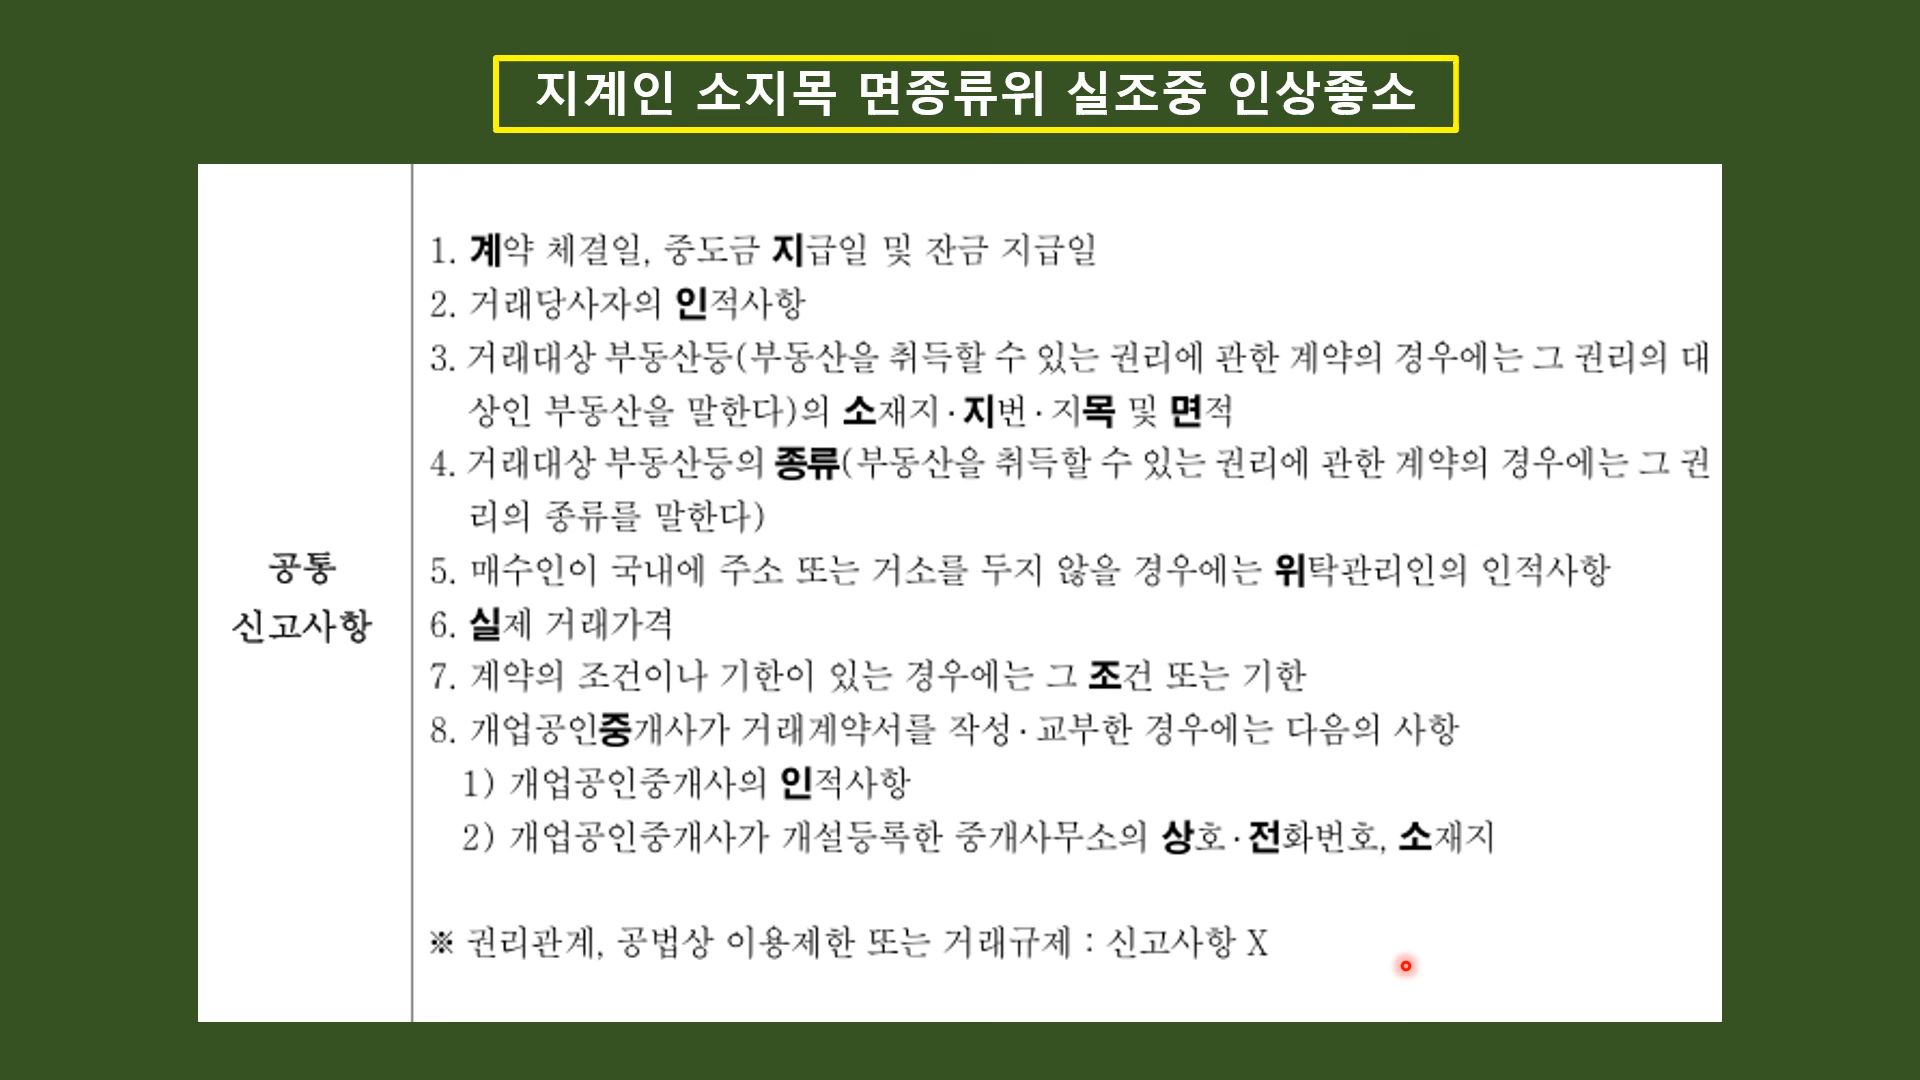 지계인 소지목 면종류위 실조중 인상좋소
공통
신고사항
1. 계약 체결일, 중도금 지급일 및 잔금 지급일
2. 거래당사자의 인적사항
3. 거래대상 부동산등(부동산을 취득할 수 있는 권리에 관한 계약의 경우에는 그 권리의 대
상인 부동산을 말한다)의 소재지·지번·지목 및 면적
4. 거래대상 부동산등의 종류(부동산을 취득할 수 있는 권리에 관한 계약의 경우에는 그 권
리의 종류를 말한다)
5. 매수인이 국내에 주소 또는 거소를 두지 않을 경우에는 위탁관리인의 인적사항
6. 실제 거래가격
7. 계약의 조건이나 기한이 있는 경우에는 그 조건 또는 기한
8. 개업공인중개사가 거래계약서를 작성·교부한 경우에는 다음의 사항
1) 개업공인중개사의 인적사항
2) 개업공인중개사가 개설등록한 중개사무소의 상호·전화번호, 소재지
※ 권리관계, 공법상 이용제한 또는 거래규제 : 신고사항 X